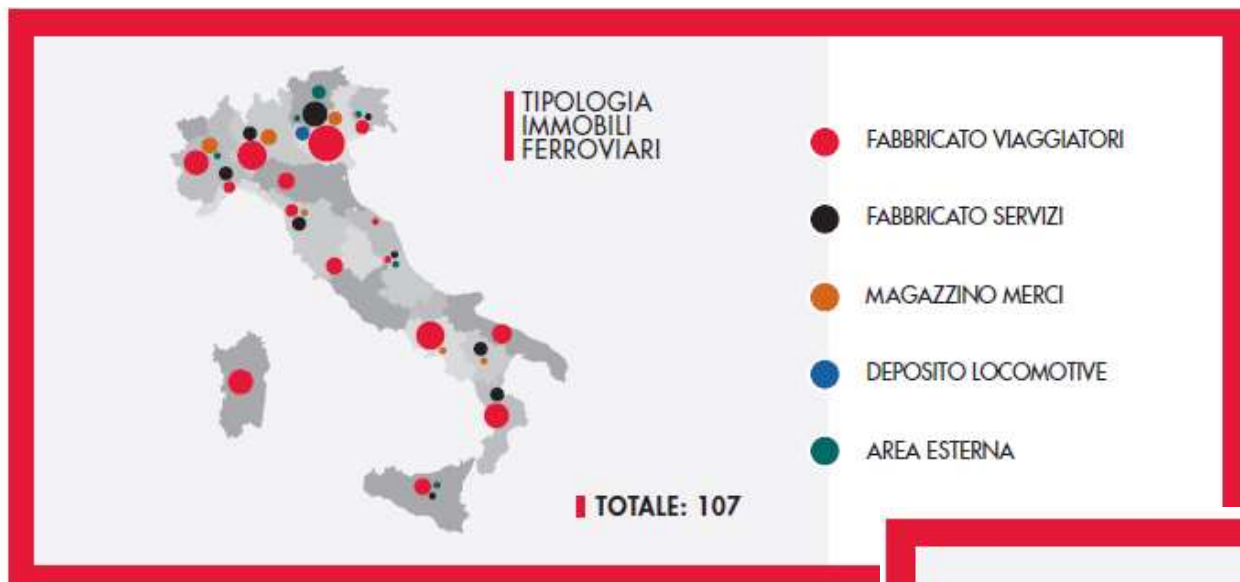 TIPOLOGIA
IMMOBILI
FERROVIARI
FABBRICATO VIAGGIATORI
FABBRICATO SERVIZI
MAGAZZINO MERCI
DEPOSITO LOCOMOTIVE
AREA ESTERNA
TOTALE: 107